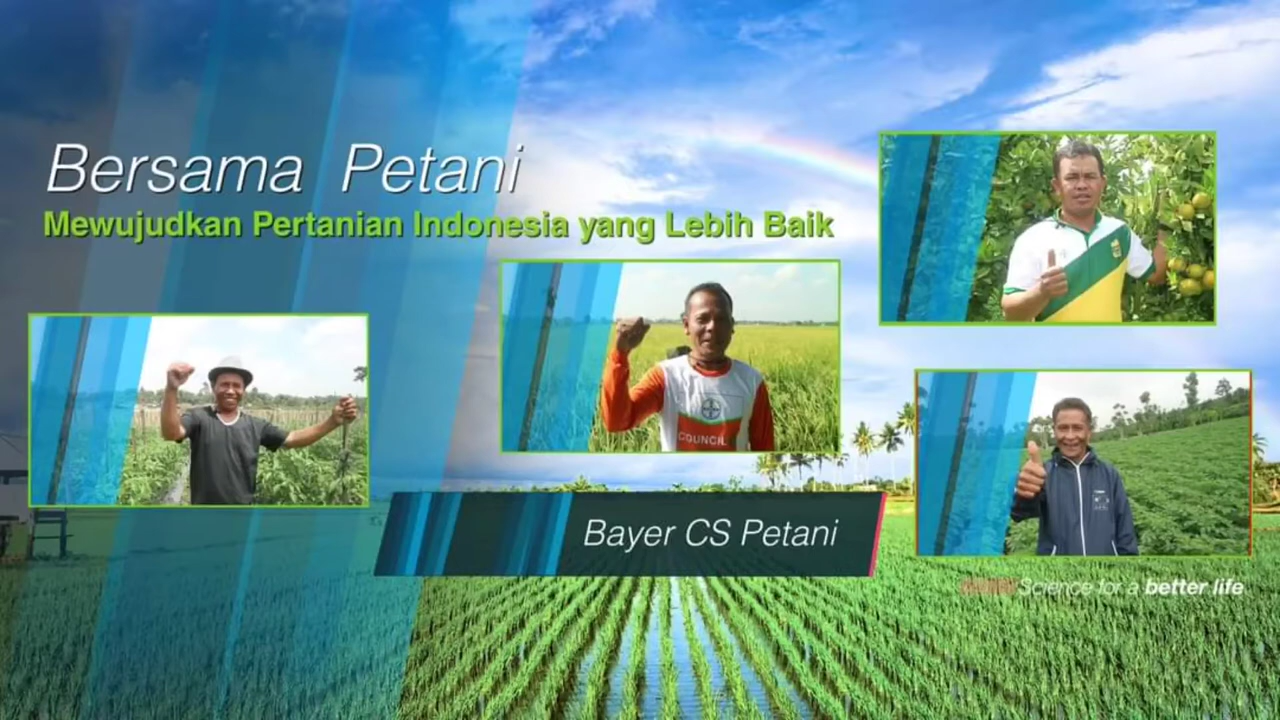 Bersama Petani
Mewujudkan Pertanian Indonesia yang Lebih Baik
COUNCIL
Bayer CS Petani
Science for a better life